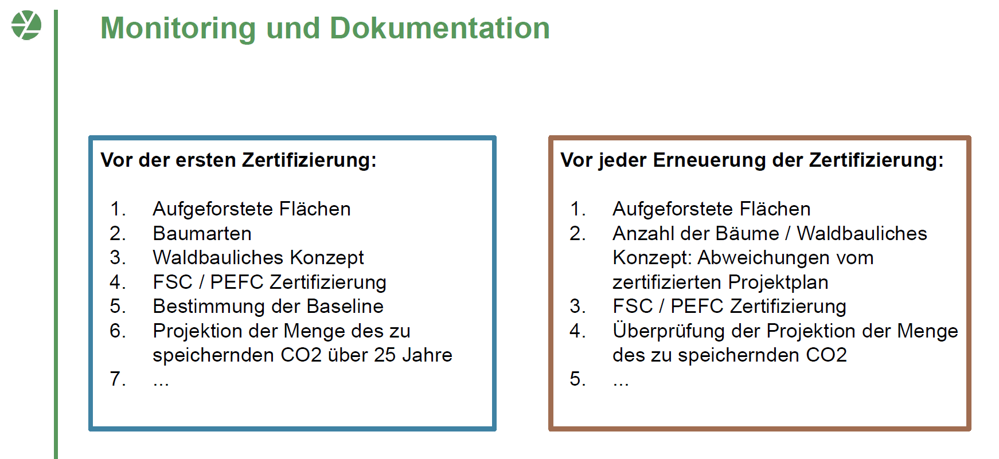 Monitoring und Dokumentation
Vor der ersten Zertifizierung:
1. Aufgeforstete Flächen
2. Baumarten
3. Waldbauliches Konzept
4. FSC / PEFC Zertifizierung
5. Bestimmung der Baseline
6. Projektion der Menge des zu
speichernden CO2 über 25 Jahre
7. ...
Vor jeder Erneuerung der Zertifizierung:
1. Aufgeforstete Flächen
2. Anzahl der Bäume / Waldbauliches
Konzept: Abweichungen vom
zertifizierten Projektplan
3. FSC / PEFC Zertifizierung
4. Überprüfung der Projektion der Menge
des zu speichernden CO2
5. ...